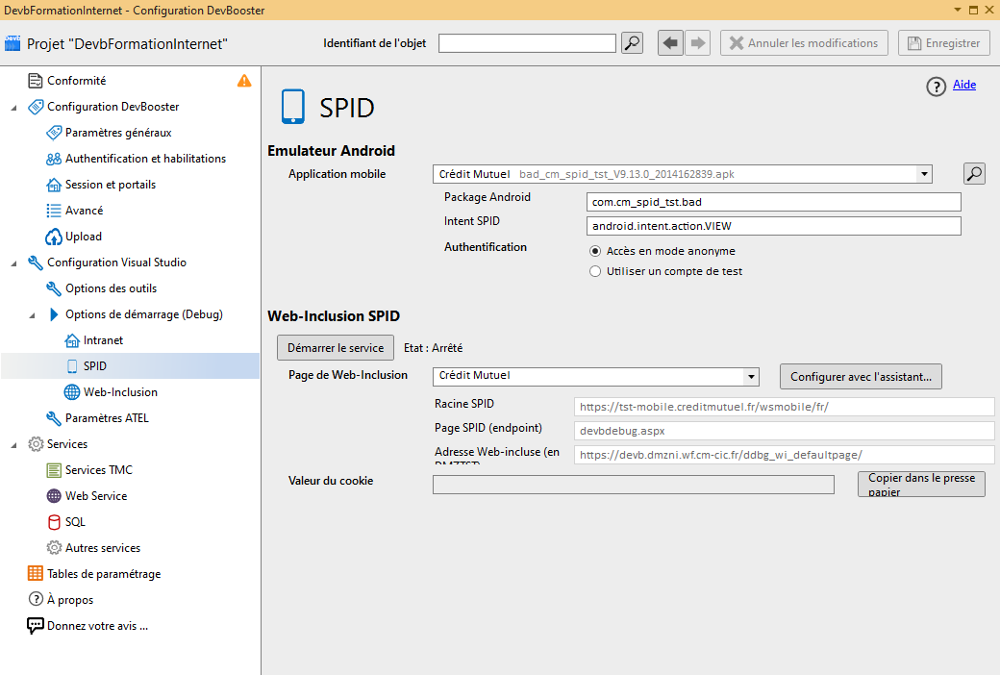 DevbFormationInternet - Configuration DevBooster
Projet "DevbFormationInternet"
Identifiant de l'objet
Annuler les modifications
Enregistrer
Conformité
Configuration DevBooster
Paramètres généraux
Authentification et habilitations
Session et portails
Avancé
Upload
Configuration Visual Studio
Options des outils
Options de démarrage (Debug)
Intranet
SPID
Web-Inclusion
Paramètres ATEL
Services
Services TMC
Web Service
SQL
Autres services
Tables de paramétrage
À propos
Donnez votre avis ...
Aide
SPID
Emulateur Android
Application mobile
Crédit Mutuel bad_cm_spid_tst_V9.13.0_2014162839.apk
Package Android
com.cm_spid_tst.bad
Intent SPID
android.intent.action.VIEW
Authentification
Accès en mode anonyme
Utiliser un compte de test
Web-Inclusion SPID
Démarrer le service
Etat : Arrêté
Page de Web-Inclusion
Crédit Mutuel
Configurer avec l'assistant...
Racine SPID
https://tst-mobile.creditmutuel.fr/wsmobile/fr/
Page SPID (endpoint)
devbdebug.aspx
Adresse Web-incluse (en
DMZTST)
https://devb.dmzni.wf.cm-cic.fr/ddbg_wi_defaultpage/
Valeur du cookie
Copier dans le presse
papier